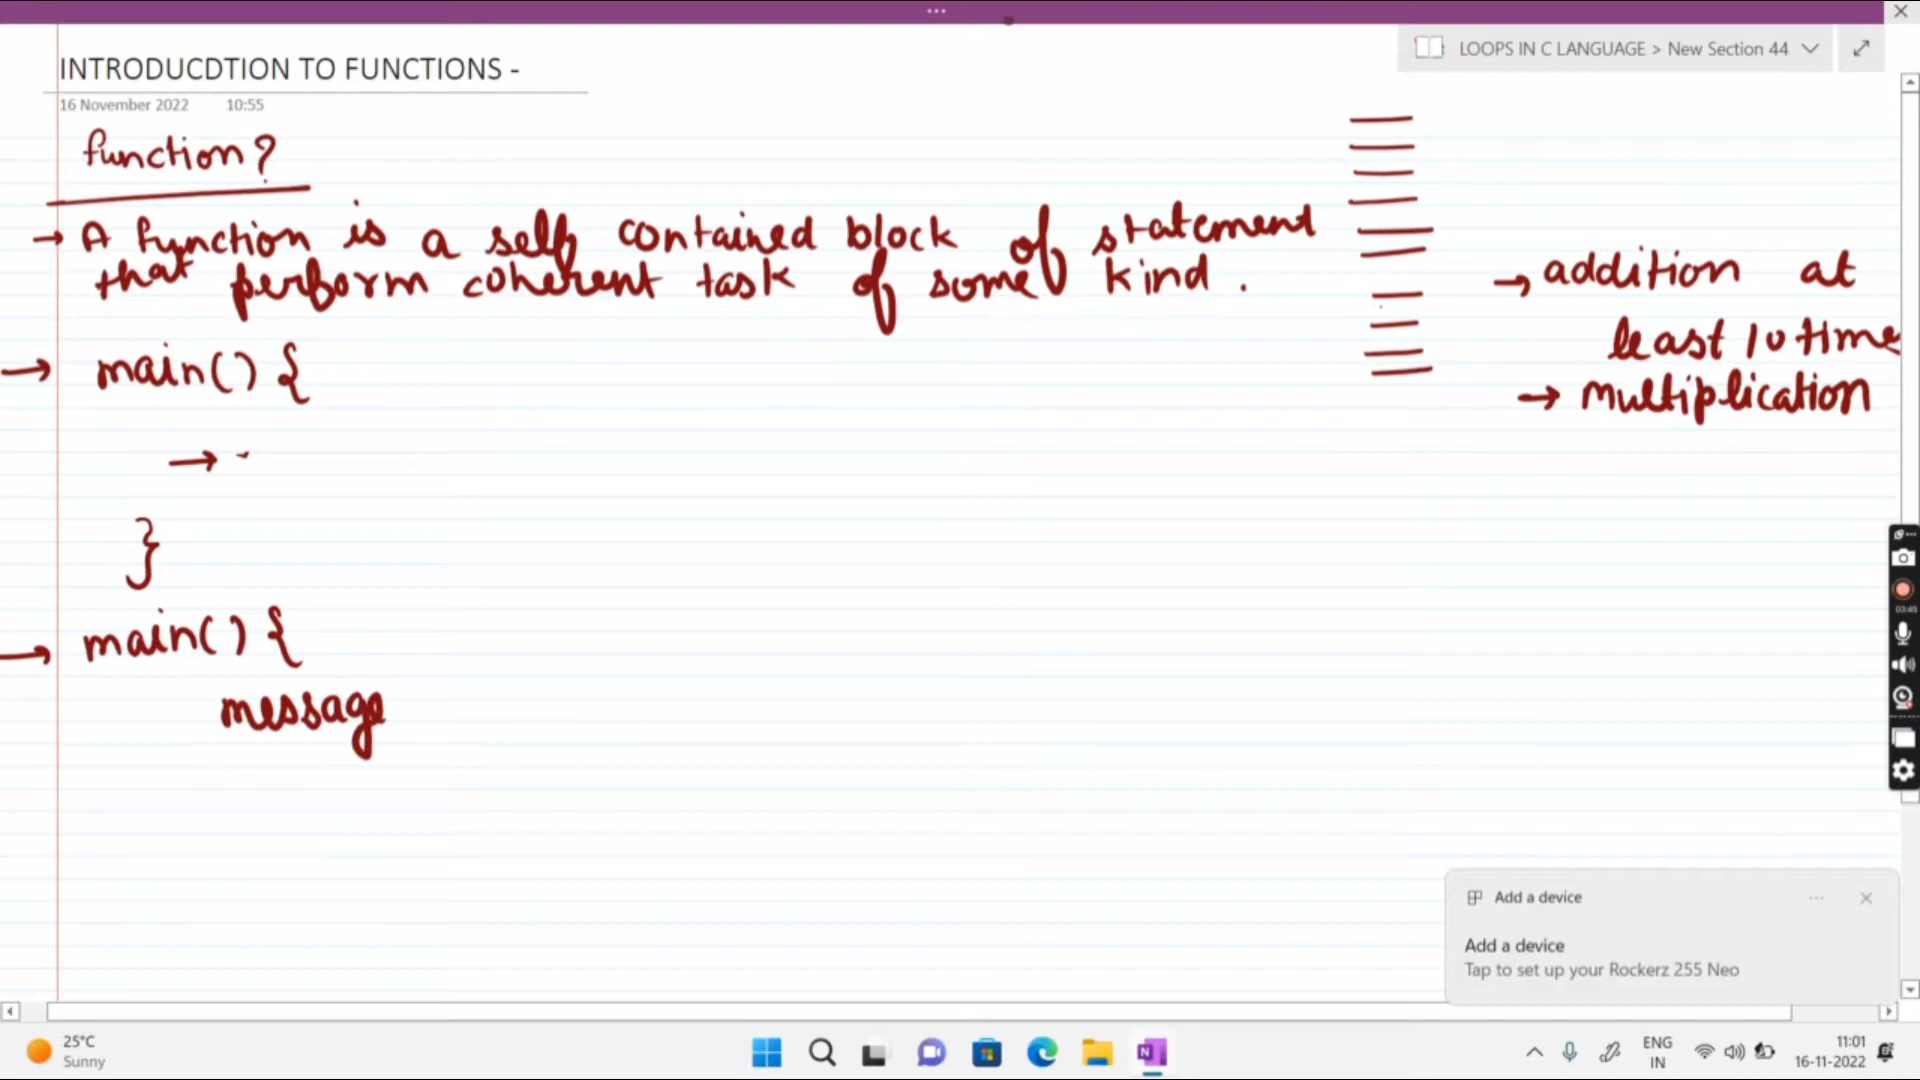 LOOPS IN C LANGUAGE > New Section 44
INTRODUCDTION TO FUNCTIONS -
16 November 2022 10:55
function?
→ A function is a self contained block of statement
that perform coherent task of some kind.
→ addition at
least 10 time
→ multiplication
→ main() {
→
}
→ main() {
message
03:45
Add a device
Add a device
Tap to set up your Rockerz 255 Neo
25°C
Sunny
ENG
IN
11:01
16-11-2022